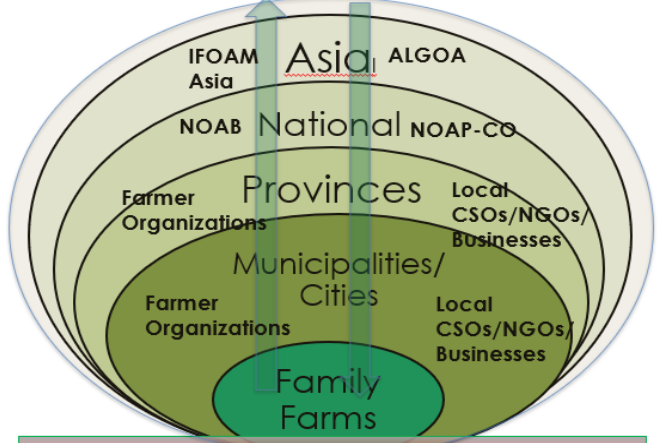 IFOAM Asia ALGOA
Asia
NOAB National NOAP-CO
Provinces
Farmer Local
Organizations CSOs/NGOs/
Businesses
Municipalities/
Cities
Farmer Local
Organizations CSOs/NGOs/
Businesses
Family
Farms